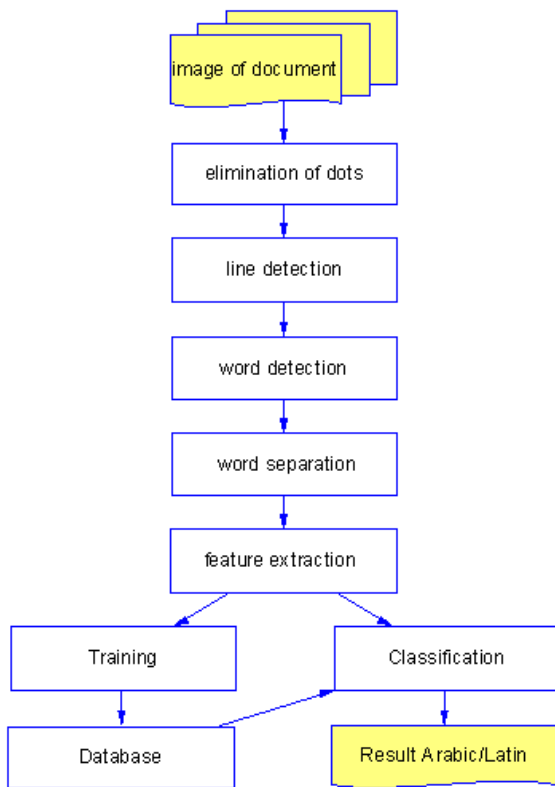 image of document
elimination of dots
line detection
word detection
word separation
feature extraction
Training
Classification
Database
Result Arabic/Latin